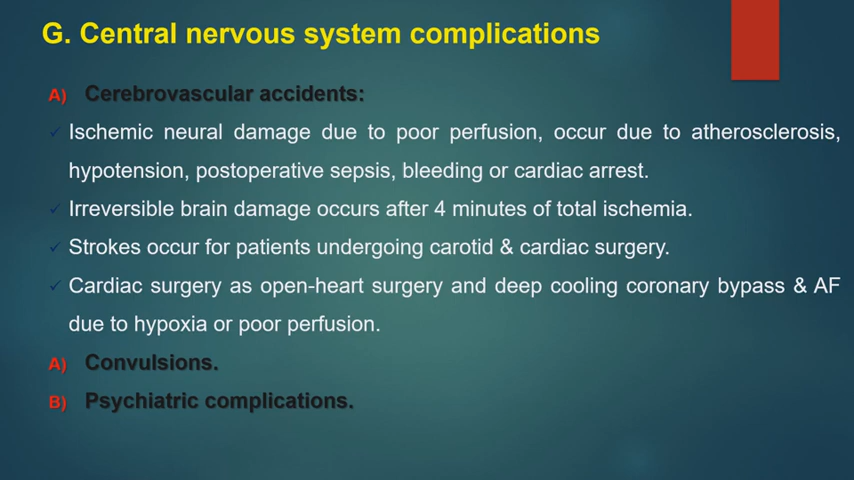 G. Central nervous system complications
A) Cerebrovascular accidents:
✓ Ischemic neural damage due to poor perfusion, occur due to atherosclerosis,
hypotension, postoperative sepsis, bleeding or cardiac arrest.
✓ Irreversible brain damage occurs after 4 minutes of total ischemia.
✓ Strokes occur for patients undergoing carotid & cardiac surgery.
✓ Cardiac surgery as open-heart surgery and deep cooling coronary bypass & AF
due to hypoxia or poor perfusion.
A) Convulsions.
B) Psychiatric complications.